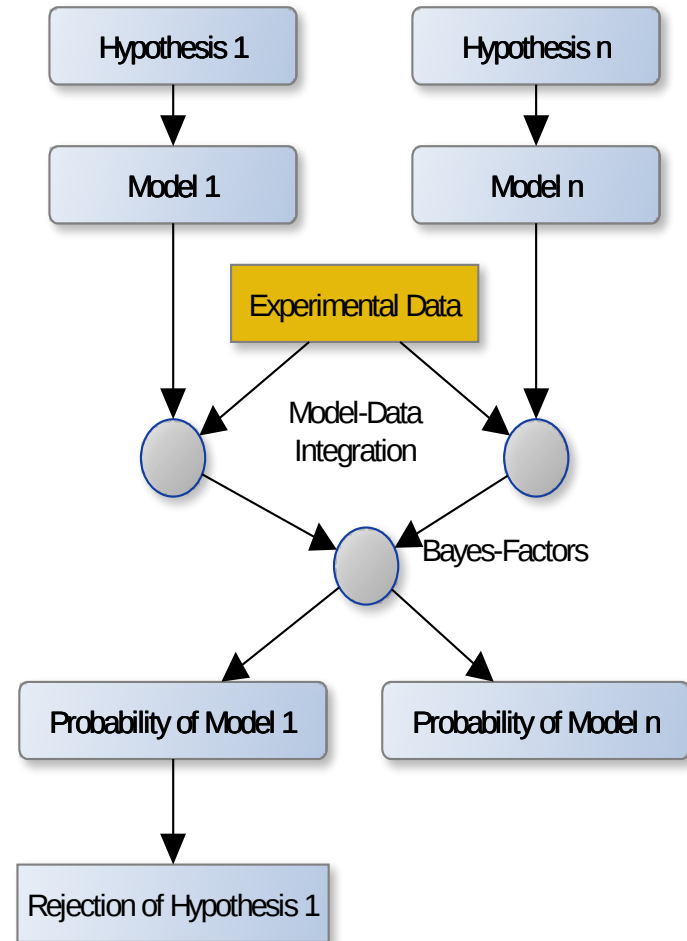 Hypothesis 1
Hypothesis n
Model 1
Model n
Experimental Data
Model-Data
Integration
Bayes-Factors
Probability of Model 1
Probability of Model n
Rejection of Hypothesis 1